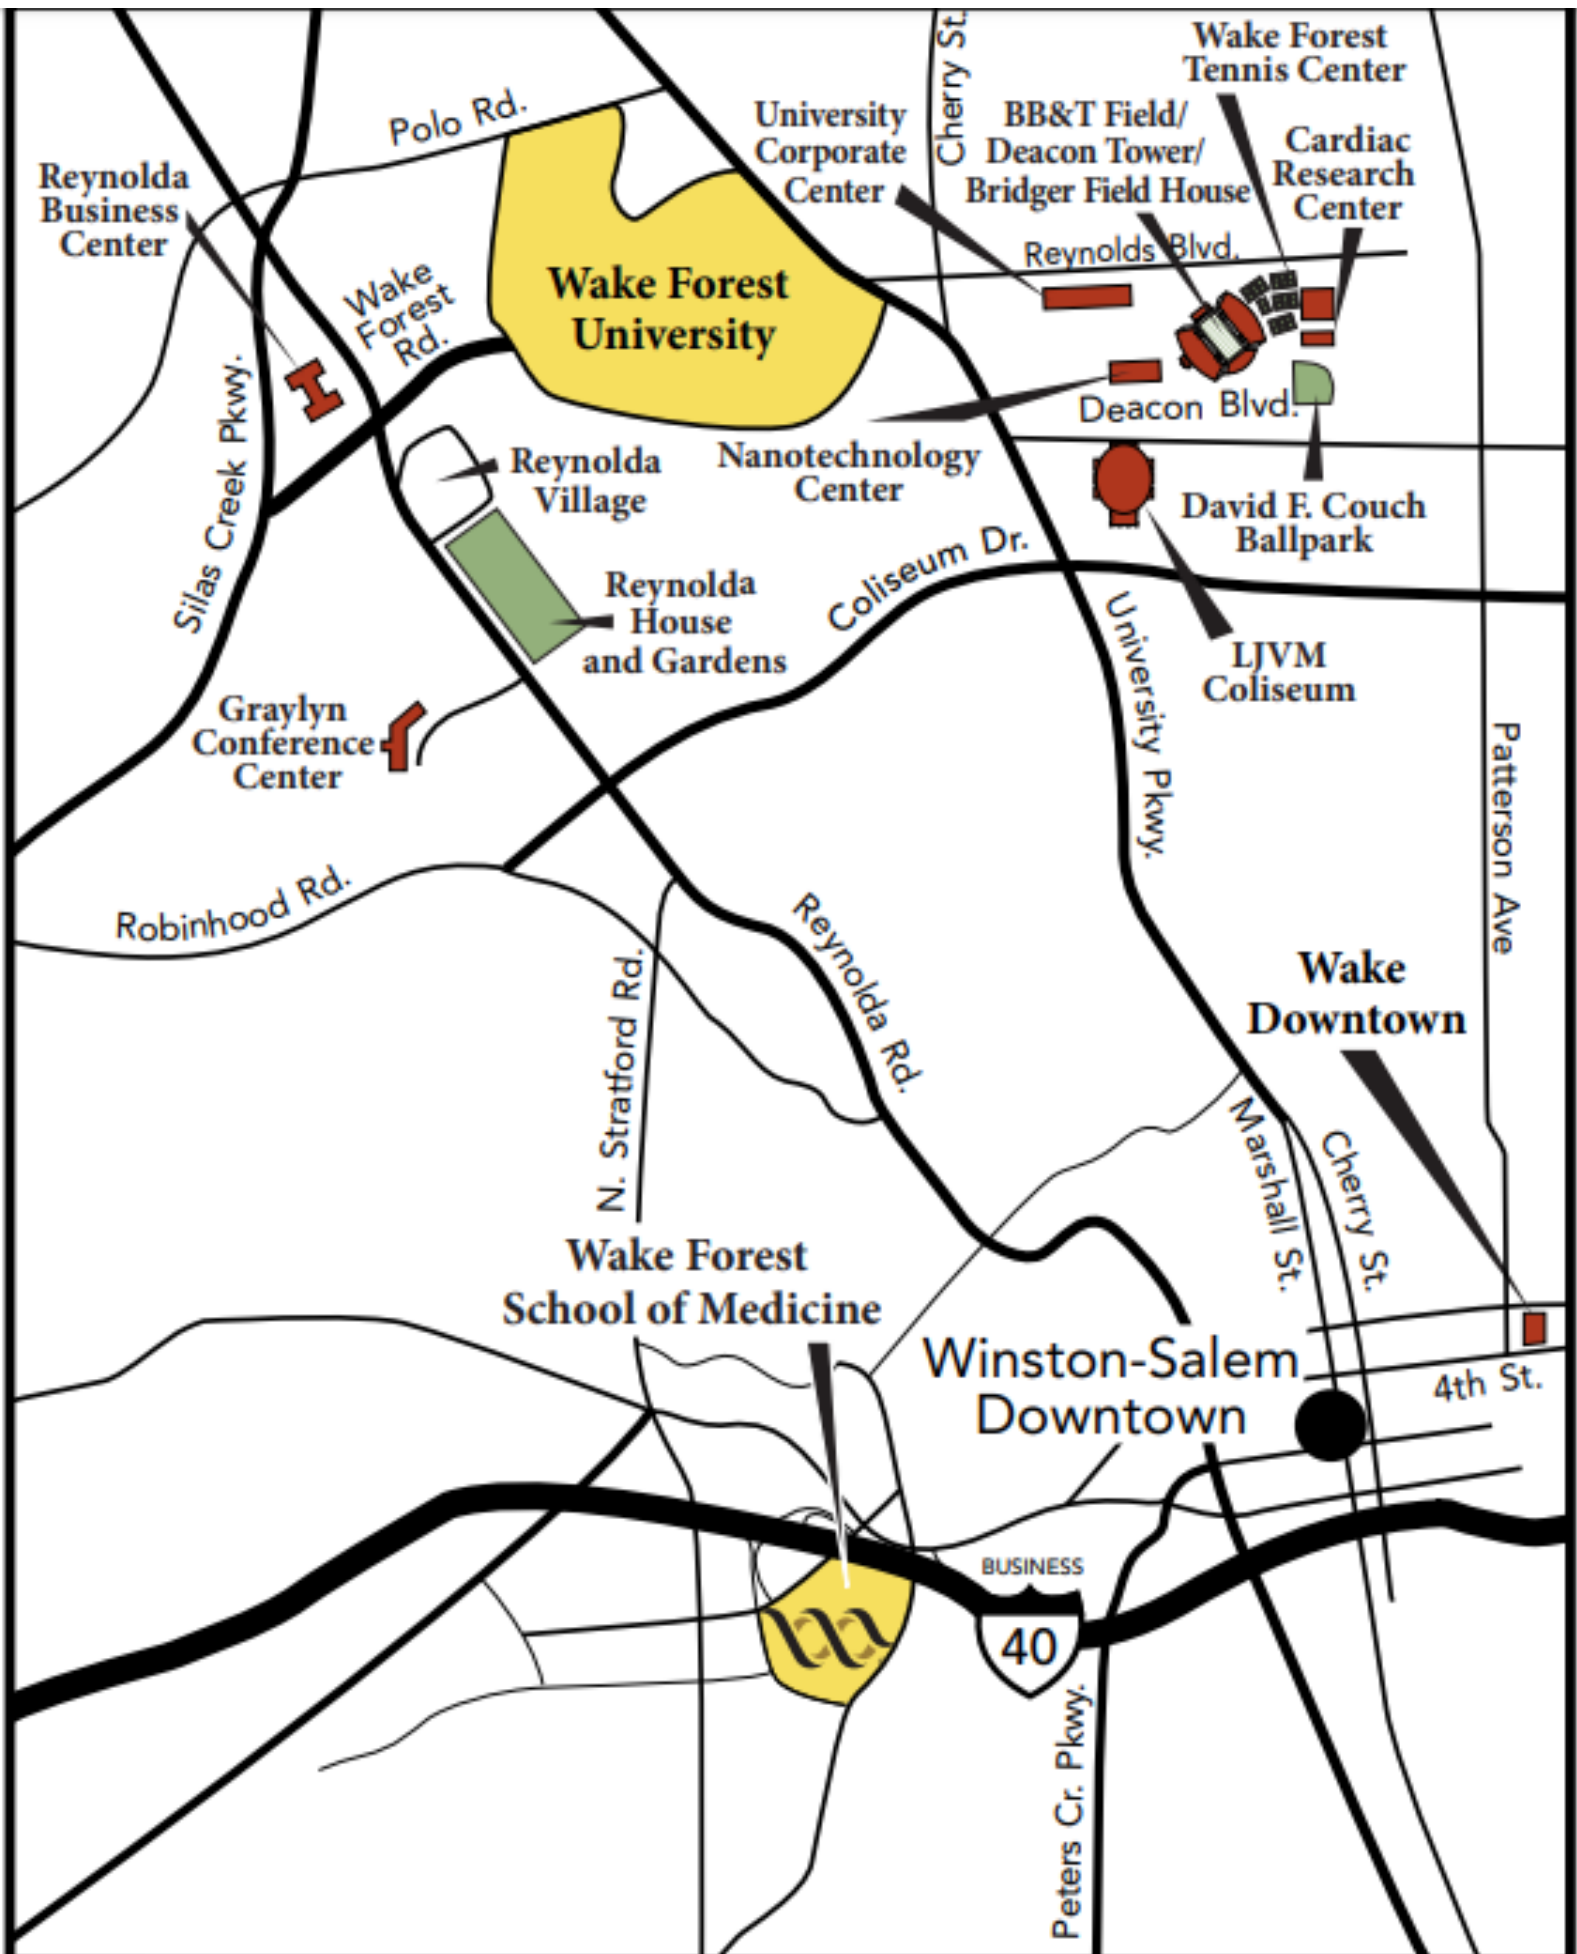 Cherry St.
Wake Forest
Tennis Center
Polo Rd.
University
Corporate
Center
BB&T Field/
Deacon Tower/
Bridger Field House
Cardiac
Research
Center
Reynolda
Business
Center
Reynolds Blvd.
Wake
Forest
Rd.
Wake Forest
University
Silas Creek Pkwy.
Deacon Blvd.
Reynolda
Village
Nanotechnology
Center
David F. Couch
Ballpark
Coliseum Dr.
Reynolda
House
and Gardens
University Pkwy.
LJVM
Coliseum
Graylyn
Conference
Center
Patterson Ave
Robinhood Rd.
Reynolda Rd.
N. Stratford Rd.
Wake
Downtown
Marshall St.
Cherry St.
Wake Forest
School of Medicine
Winston-Salem
Downtown
4th St.
BUSINESS
40
Peters Cr. Pkwy.